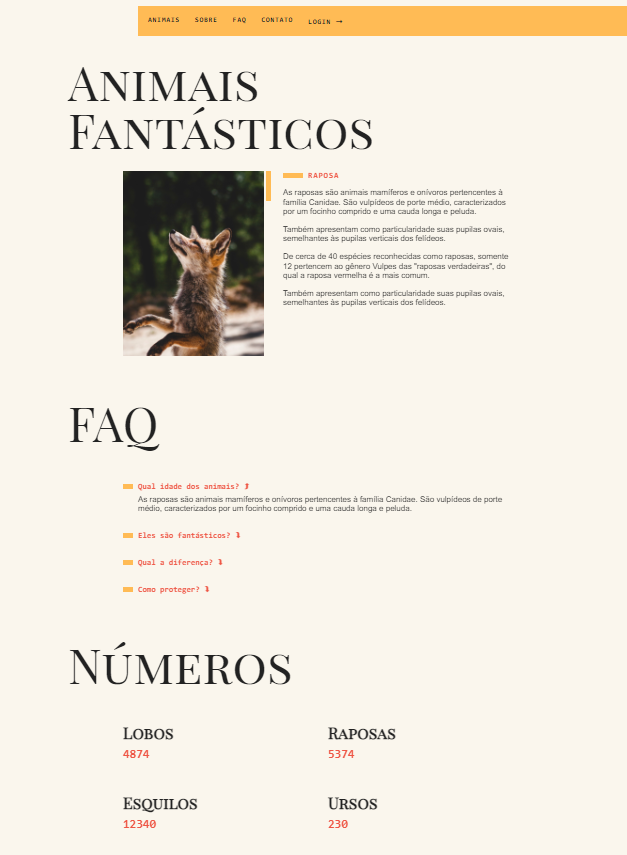 ANIMAIS SOBRE FAQ CONTATO LOGIN →
Animais
Fantásticos
RAPOSA
As raposas são animais mamíferos e onívoros pertencentes à
família Canidae. São vulpídeos de porte médio, caracterizados
por um focinho comprido e uma cauda longa e peluda.
Também apresentam como particularidade suas pupilas ovais,
semelhantes às pupilas verticais dos felídeos.
De cerca de 40 espécies reconhecidas como raposas, somente
12 pertencem ao gênero Vulpes das "raposas verdadeiras", do
qual a raposa vermelha é a mais comum.
Também apresentam como particularidade suas pupilas ovais,
semelhantes às pupilas verticais dos felídeos.
FAQ
Qual idade dos animais? ⤴
As raposas são animais mamíferos e onívoros pertencentes à família Canidae. São vulpídeos de porte
médio, caracterizados por um focinho comprido e uma cauda longa e peluda.
Eles são fantásticos? ⤵
Qual a diferença? ⤵
Como proteger? ⤵
Números
Lobos Raposas
4874 5374
Esquilos Ursos
12340 230